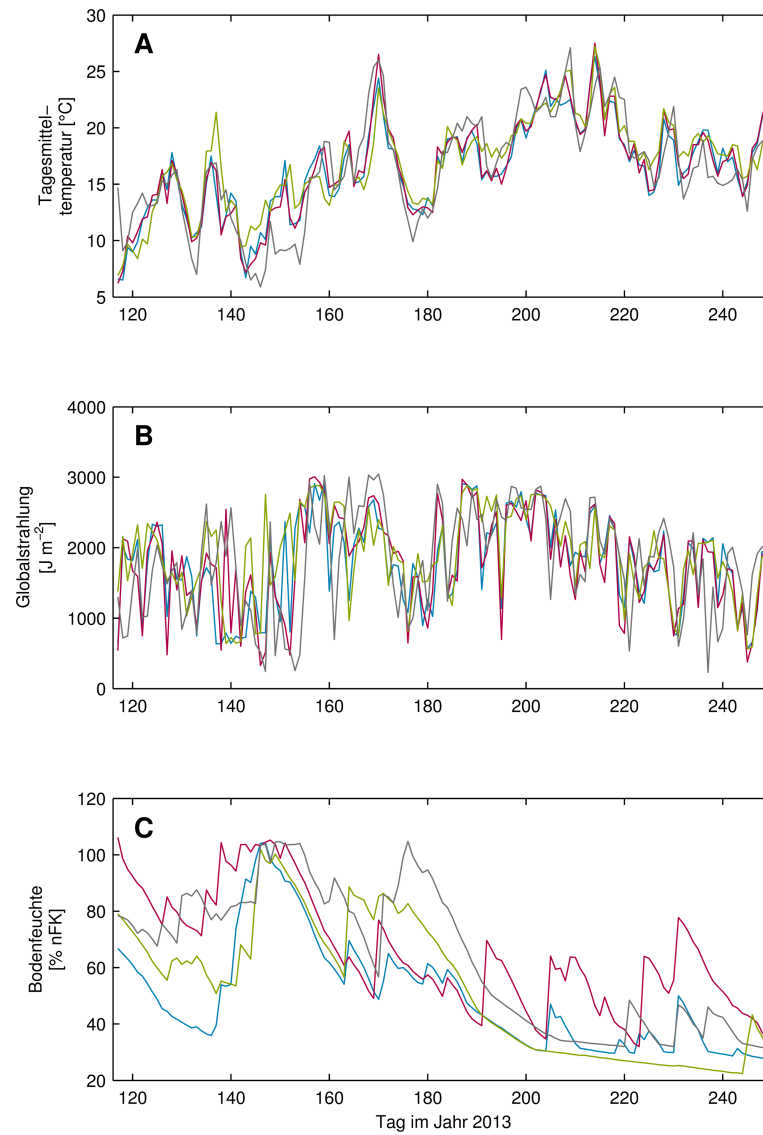 A
30
25
20
15
10
5
Tagesmittel–
temperatur [°C]
120 140 160 180 200 220 240
B
4000
3000
2000
1000
0
Globalstrahlung
[J m−2]
120 140 160 180 200 220 240
C
120
100
80
60
40
20
Bodenfeuchte
[% nFK]
120 140 160 180 200 220 240
Tag im Jahr 2013